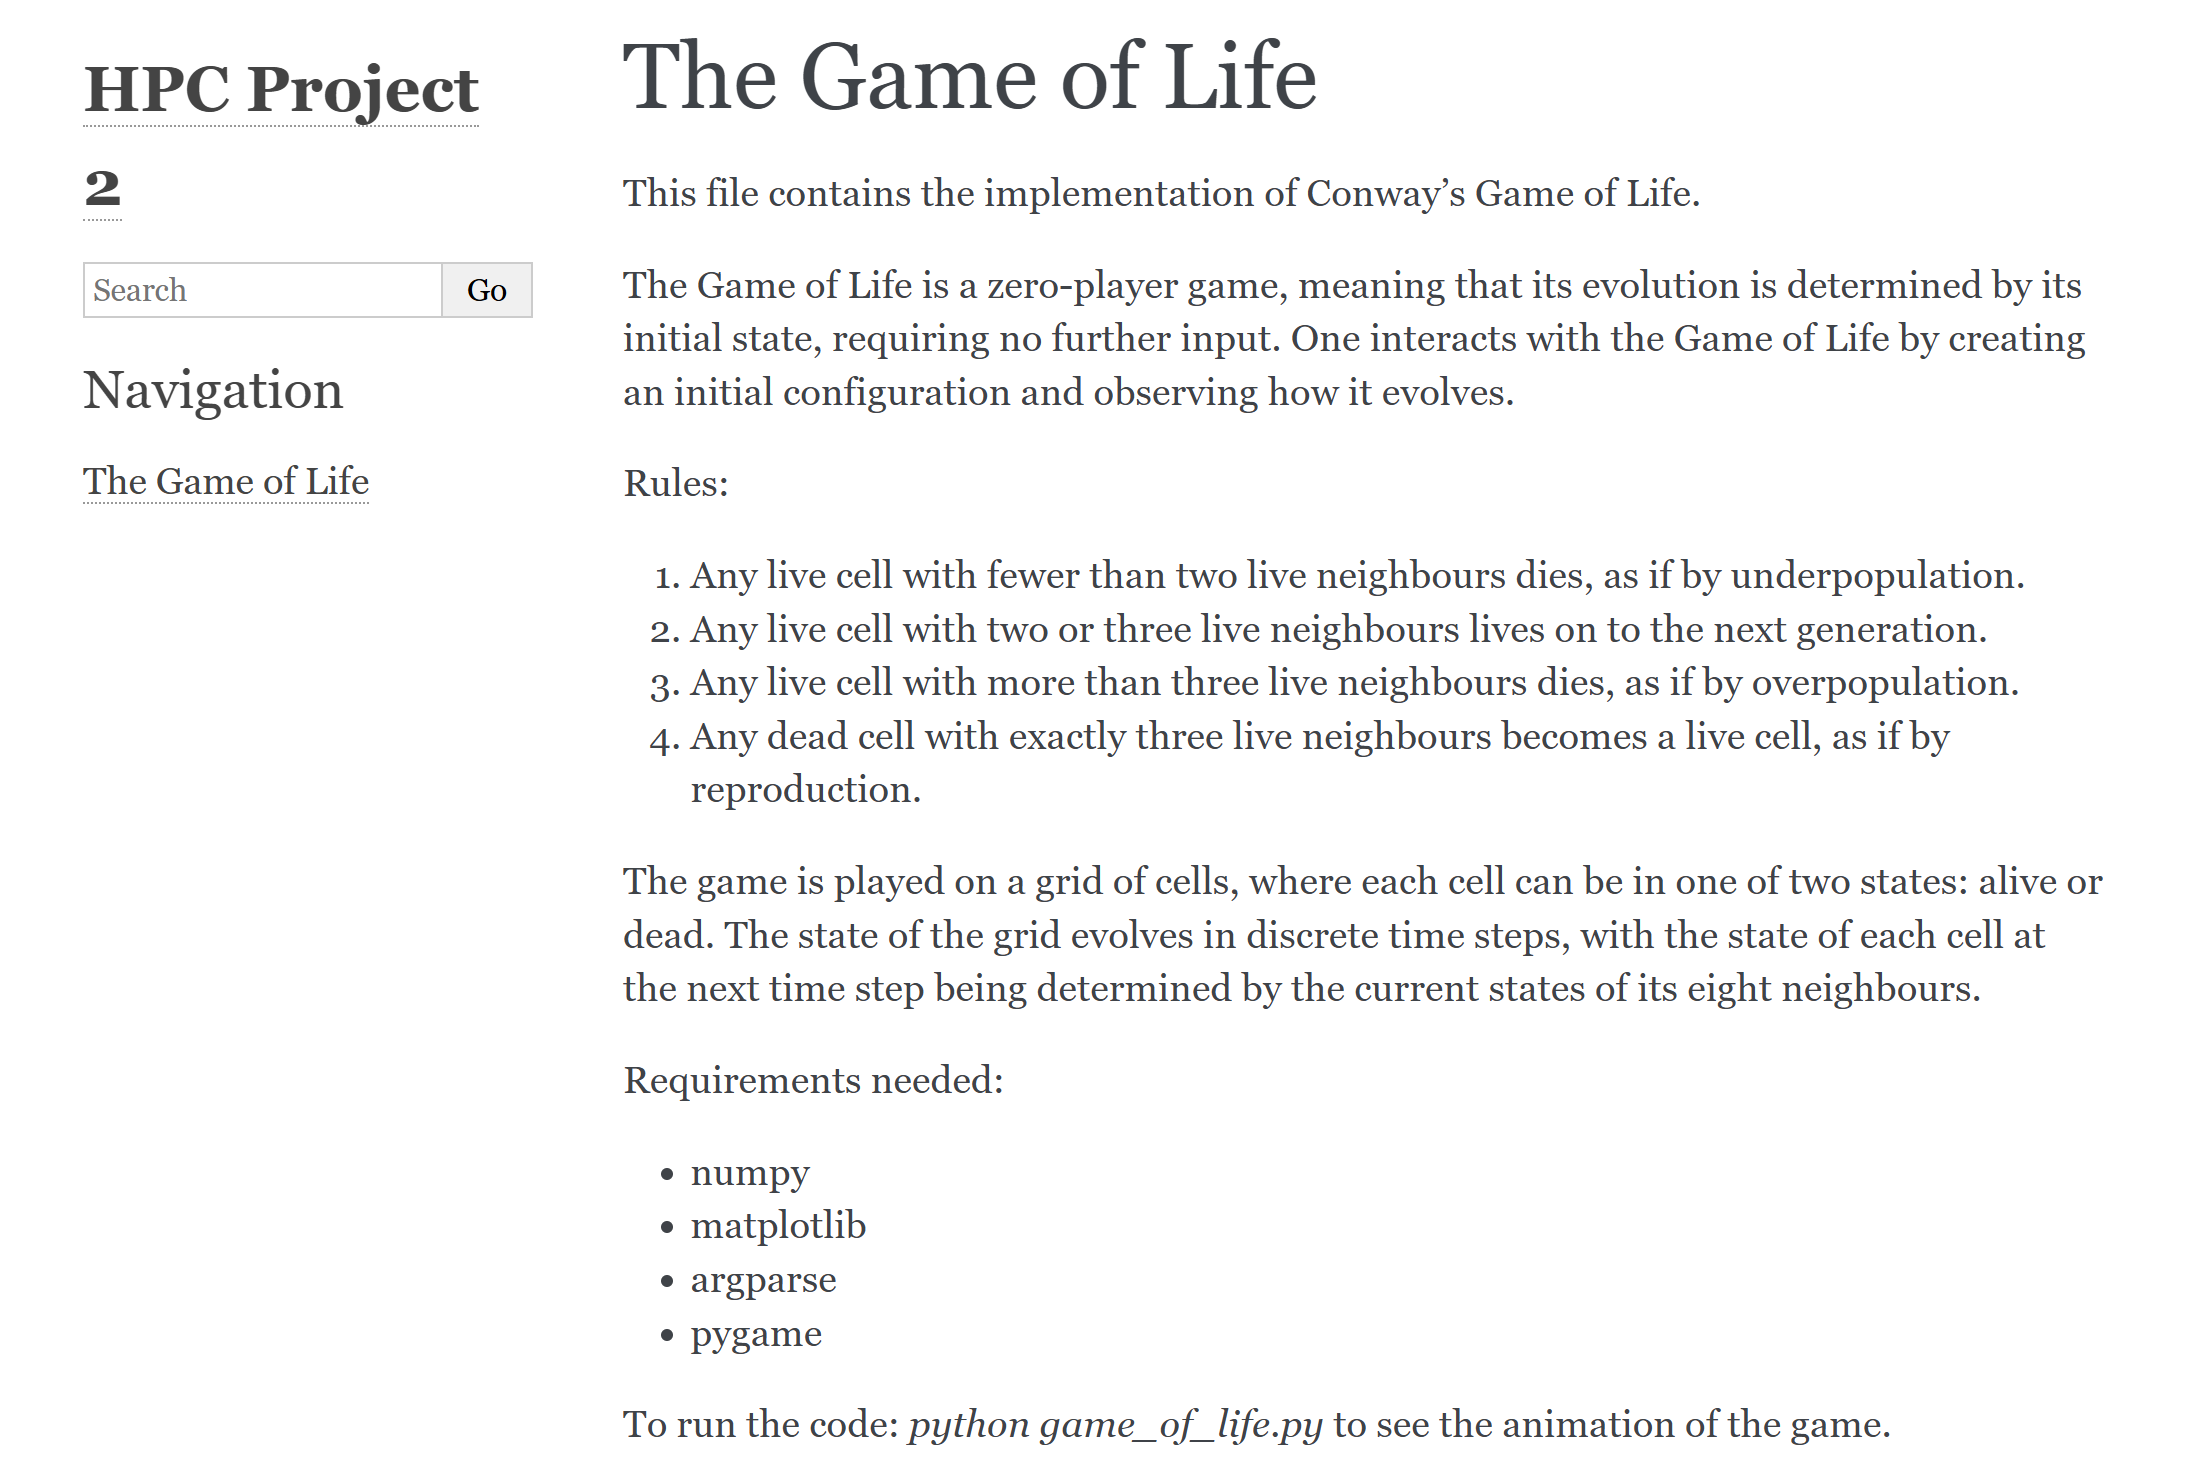 HPC Project
2
Search
Go
Navigation
The Game of Life
The Game of Life
This file contains the implementation of Conway’s Game of Life.
The Game of Life is a zero-player game, meaning that its evolution is determined by its
initial state, requiring no further input. One interacts with the Game of Life by creating
an initial configuration and observing how it evolves.
Rules:
1. Any live cell with fewer than two live neighbours dies, as if by underpopulation.
2. Any live cell with two or three live neighbours lives on to the next generation.
3. Any live cell with more than three live neighbours dies, as if by overpopulation.
4. Any dead cell with exactly three live neighbours becomes a live cell, as if by
reproduction.
The game is played on a grid of cells, where each cell can be in one of two states: alive or
dead. The state of the grid evolves in discrete time steps, with the state of each cell at
the next time step being determined by the current states of its eight neighbours.
Requirements needed:
• numpy
• matplotlib
• argparse
• pygame
To run the code: python game_of_life.py to see the animation of the game.